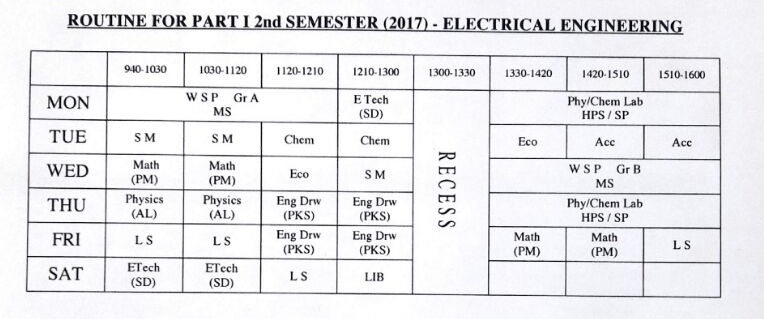 ROUTINE FOR PART I 2nd SEMESTER (2017) - ELECTRICAL ENGINEERING
940-1030 1030-1120 1120-1210 1210-1300 1300-1330 1330-1420 1420-1510 1510-1600
MON W S P Gr A MS E Tech (SD) Phy/Chem Lab HPS / SP
TUE S M S M Chem Chem Eco Acc Acc
WED Math (PM) Math (PM) Eco S M W S P Gr B MS
THU Physics (AL) Physics (AL) Eng Drw (PKS) Eng Drw (PKS) Phy/Chem Lab HPS / SP
FRI L S L S Eng Drw (PKS) Eng Drw (PKS) Math (PM) Math (PM) L S
SAT ETech (SD) ETech (SD) L S LIB
RECESS